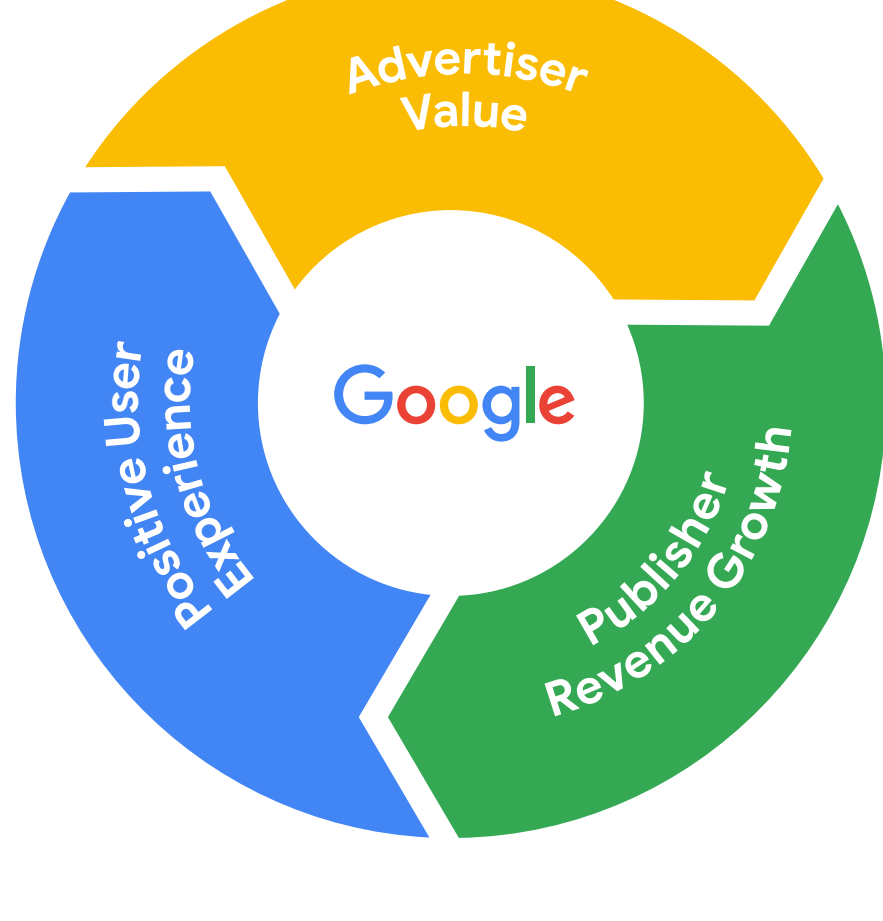 Advertiser
Value
Google
Positive User
Experience
Publisher
Revenue Growth